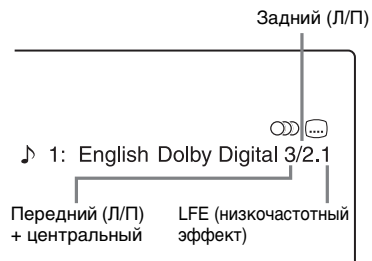 Задний (Л/П)
♪ 1: English Dolby Digital 3/2.1
Передний (Л/П)
+ центральный
LFE (низкочастотный
эффект)